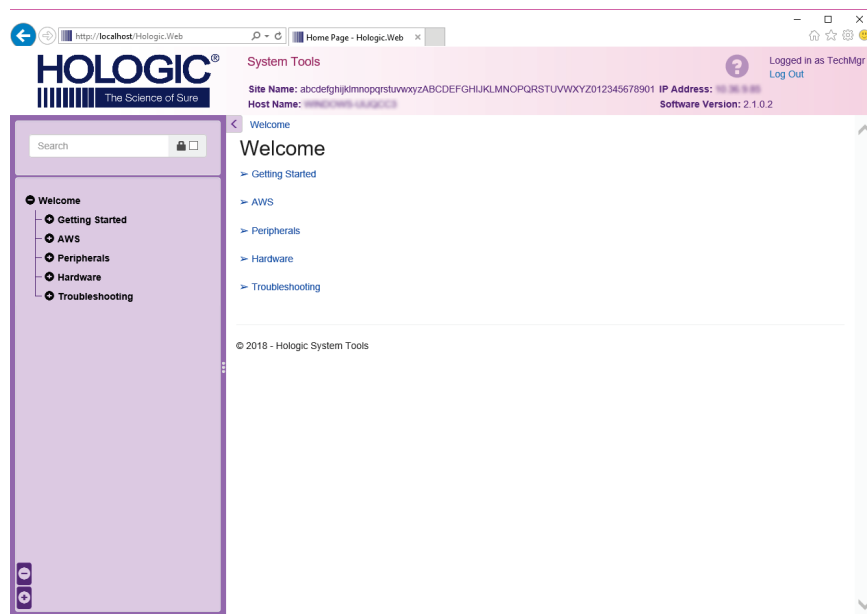 http://localhost/Hologic.Web
Home Page - Hologic.Web
HOLOGIC®
The Science of Sure
System Tools
Site Name: abcdefghijklmnopqrstuvwxyzABCDEFGHIJKLMNOPQRSTUVWXYZ012345678901 IP Address:
Host Name:
Software Version: 2.1.0.2
Logged in as TechMgr
Log Out
Search
Welcome
Getting Started
AWS
Peripherals
Hardware
Troubleshooting
Welcome
Welcome
➢ Getting Started
➢ AWS
➢ Peripherals
➢ Hardware
➢ Troubleshooting
© 2018 - Hologic System Tools